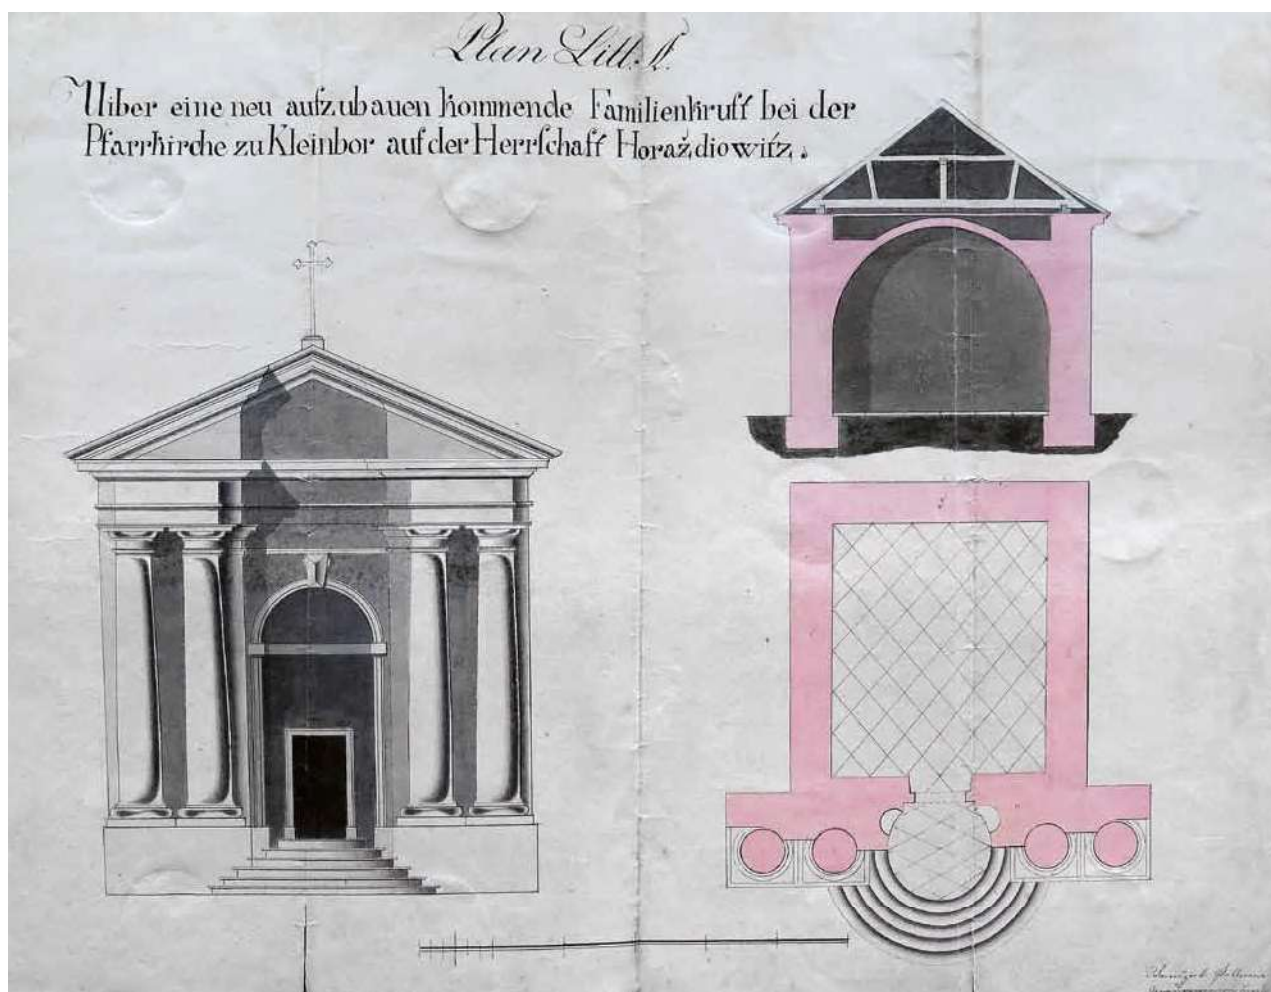 Plan Litt. A.
Uiber eine neu aufzubauen kommende Familienkruft bei der
Pfarrkirche zu Kleinbor auf der Herrschaft Horaždiowitz.